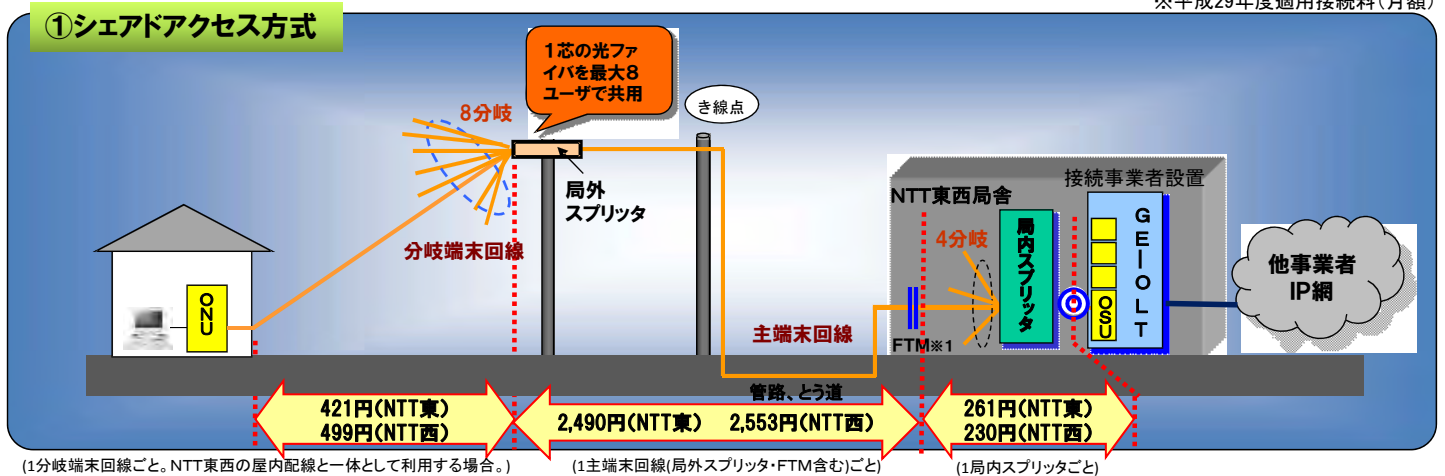 ※平成29年度適用接続料(月額)
①シェアドアクセス方式
1芯の光ファ
イバを最大8
ユーザで共用
8分岐
き線点
局外
スプリッタ
分岐端末回線
ONU
主端末回線
NTT東西局舎
接続事業者設置
4分岐
局内スプリッタ
GE-OLT
OSU
FTM※1
他事業者
IP網
管路、とう道
421円(NTT東)
499円(NTT西)
2,490円(NTT東) 2,553円(NTT西)
261円(NTT東)
230円(NTT西)
(1分岐端末回線ごと。NTT東西の屋内配線と一体として利用する場合。)
(1主端末回線(局外スプリッタ・FTM含む)ごと)
(1局内スプリッタごと)